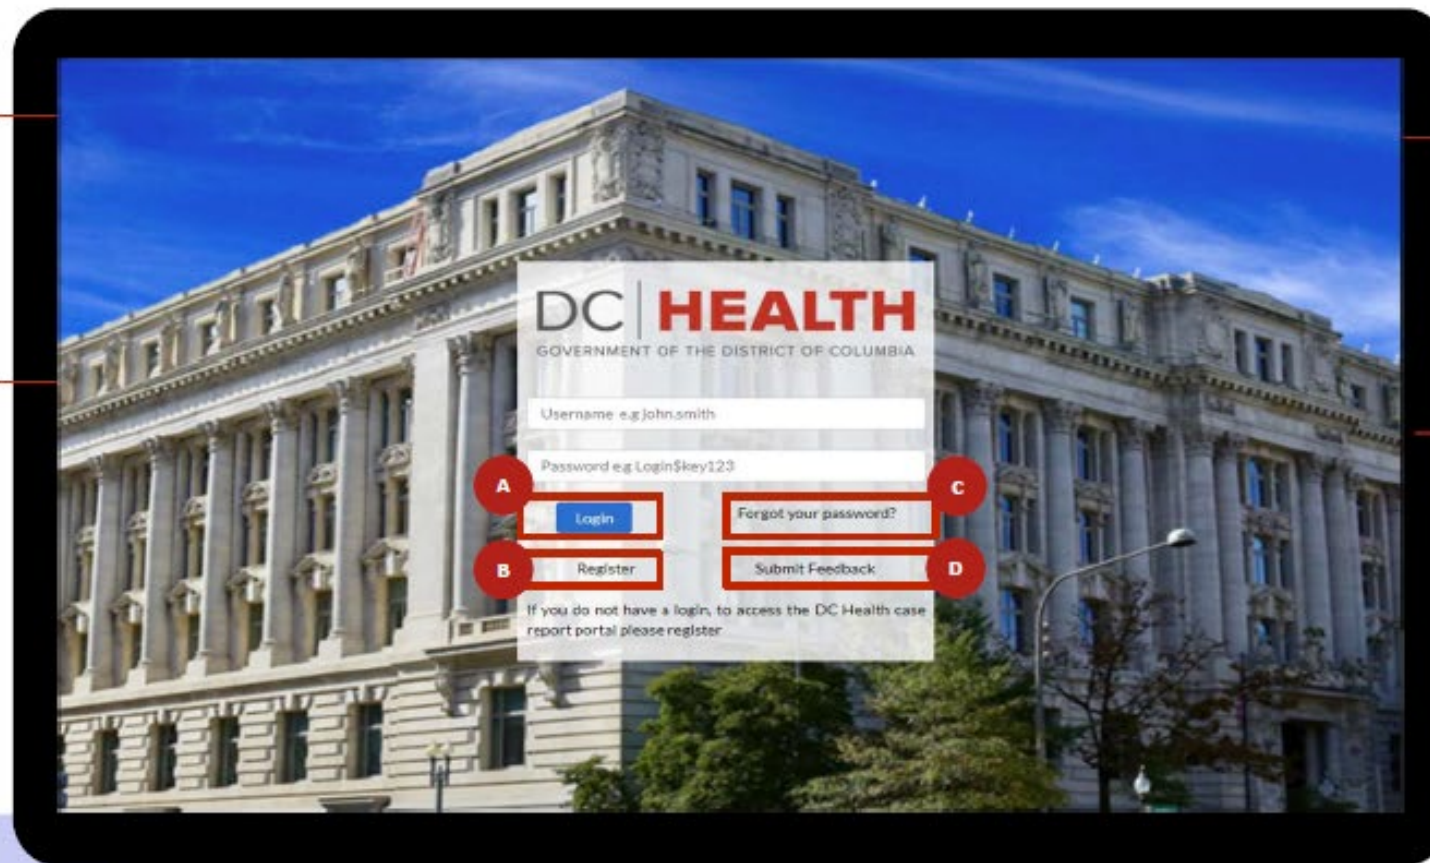 DC HEALTH
GOVERNMENT OF THE DISTRICT OF COLUMBIA
Username e.g john.smith
Password e.g Login$key123
A
C
Login
Forgot your password?
B
Register
Submit Feedback
D
If you do not have a login, to access the DC Health case
report portal please register